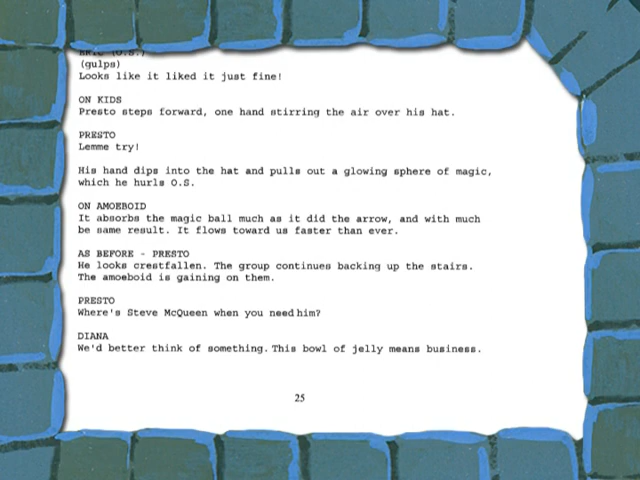 ERIC (O.S.)
(gulps)
Looks like it liked it just fine!
ON KIDS
Presto steps forward, one hand stirring the air over his hat.
PRESTO
Lemme try!
His hand dips into the hat and pulls out a glowing sphere of magic,
which he hurls O.S.
ON AMOEBOID
It absorbs the magic ball much as it did the arrow, and with much
be same result. It flows toward us faster than ever.
AS BEFORE - PRESTO
He looks crestfallen. The group continues backing up the stairs.
The amoeboid is gaining on them.
PRESTO
Where's Steve McQueen when you need him?
DIANA
We'd better think of something. This bowl of jelly means business.
25